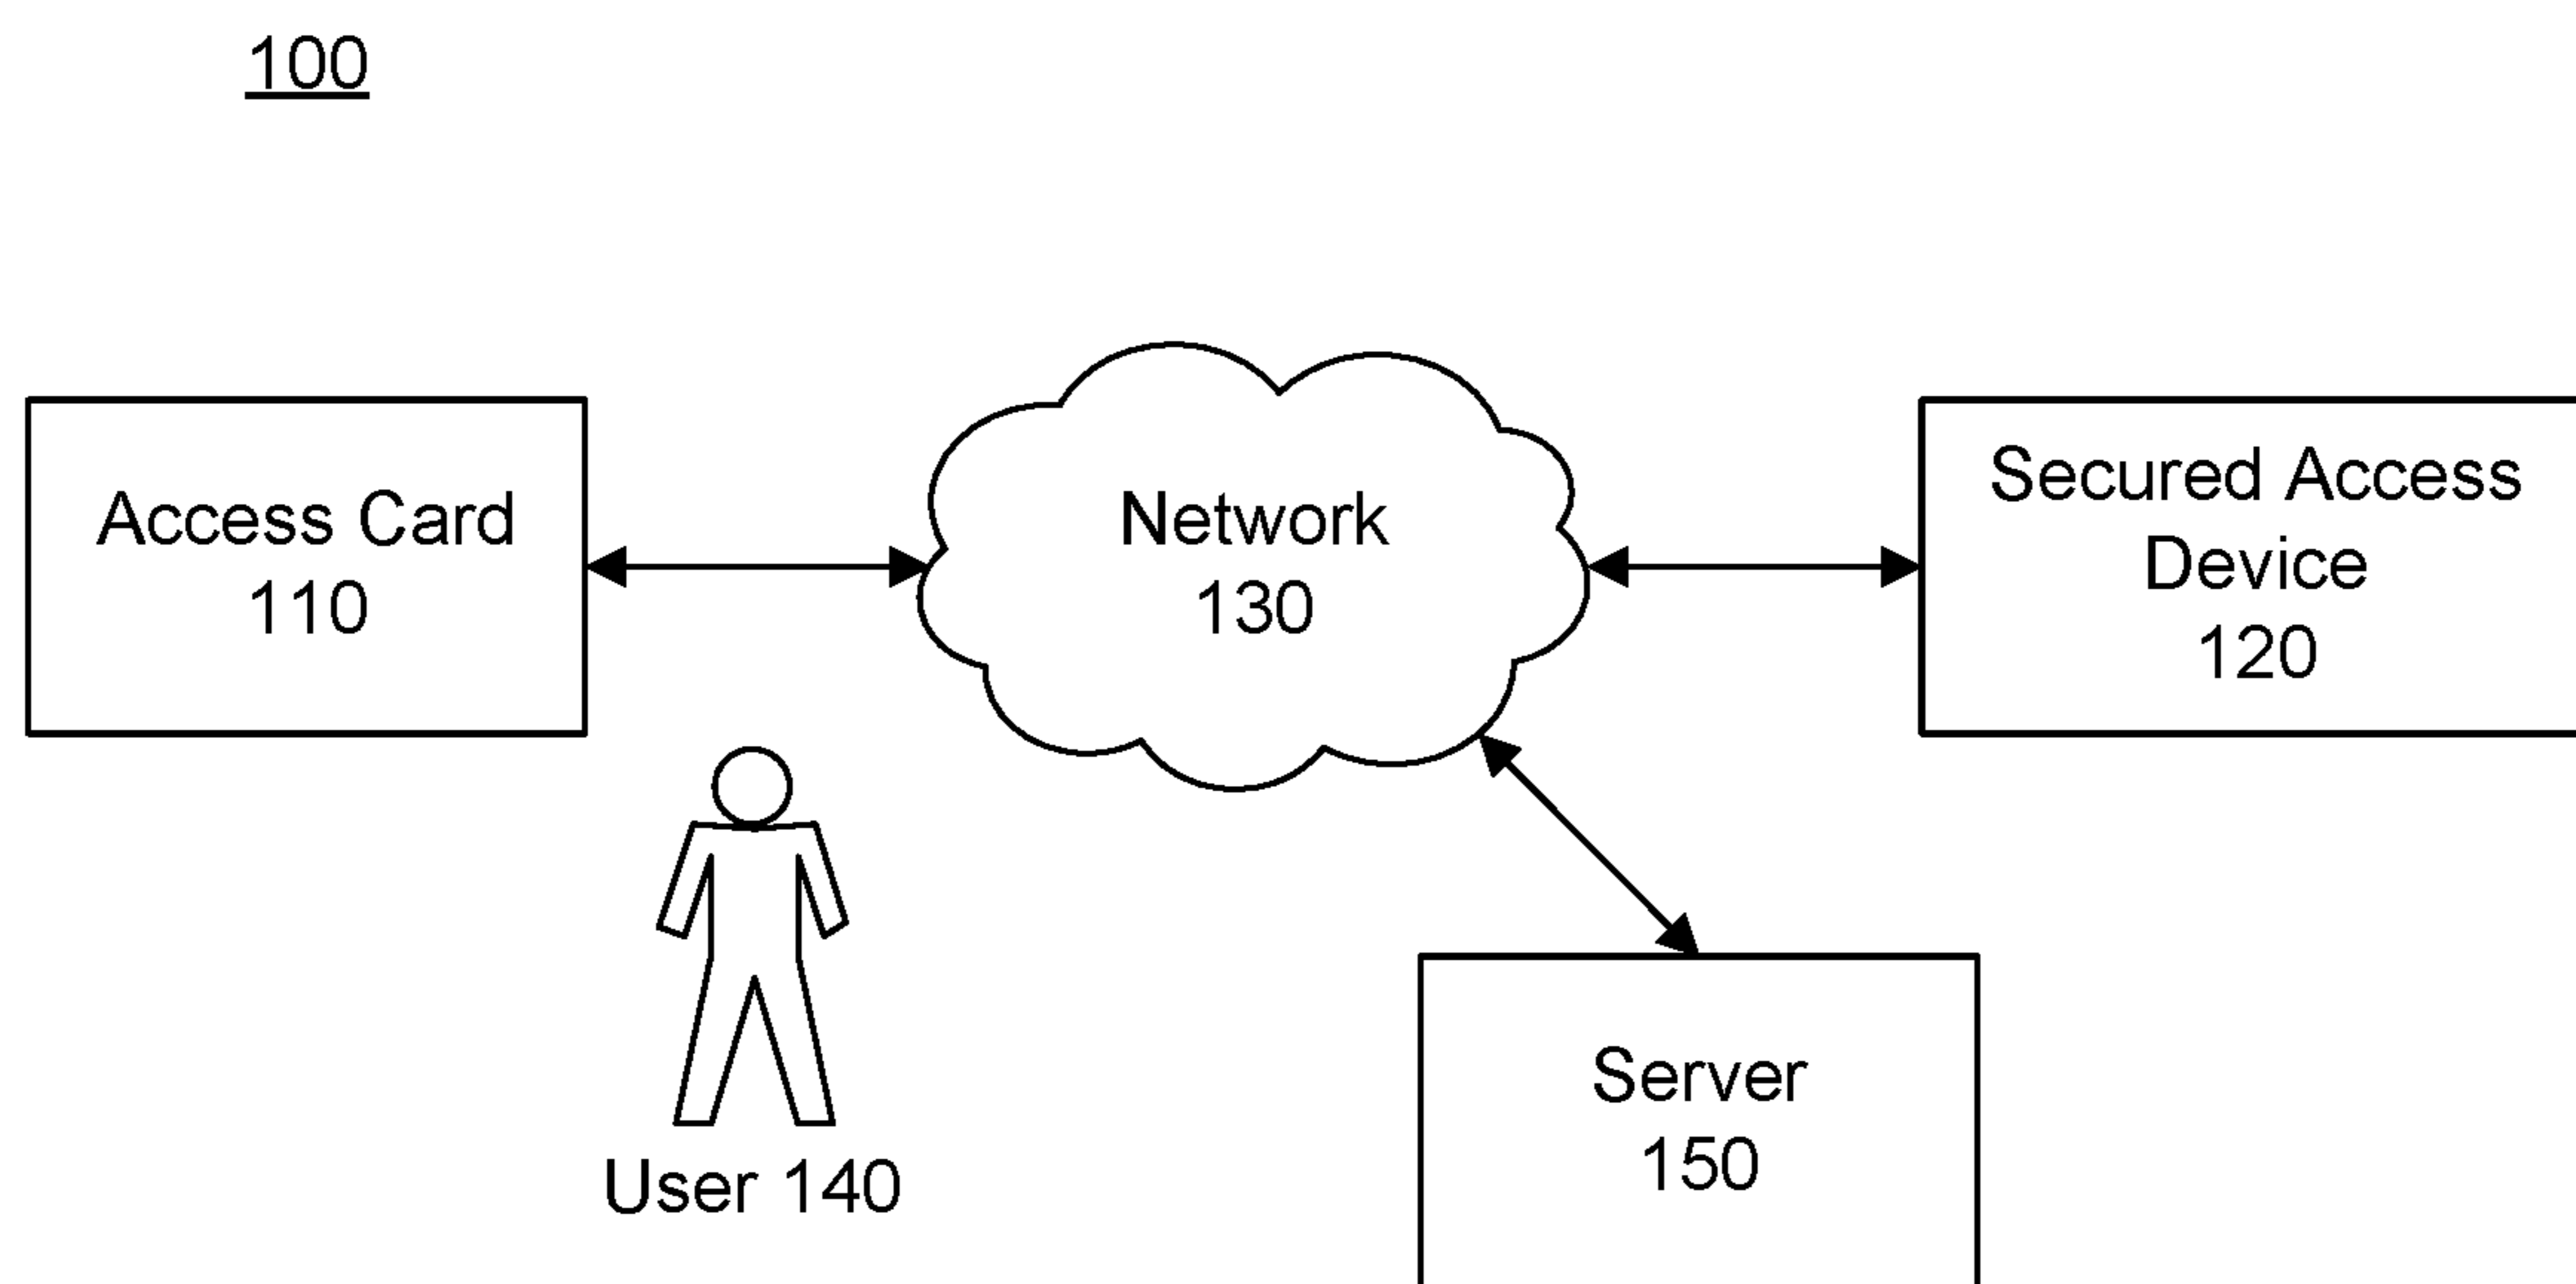 100
Access Card
110
Network
130
Secured Access
Device
120
User 140
Server
150